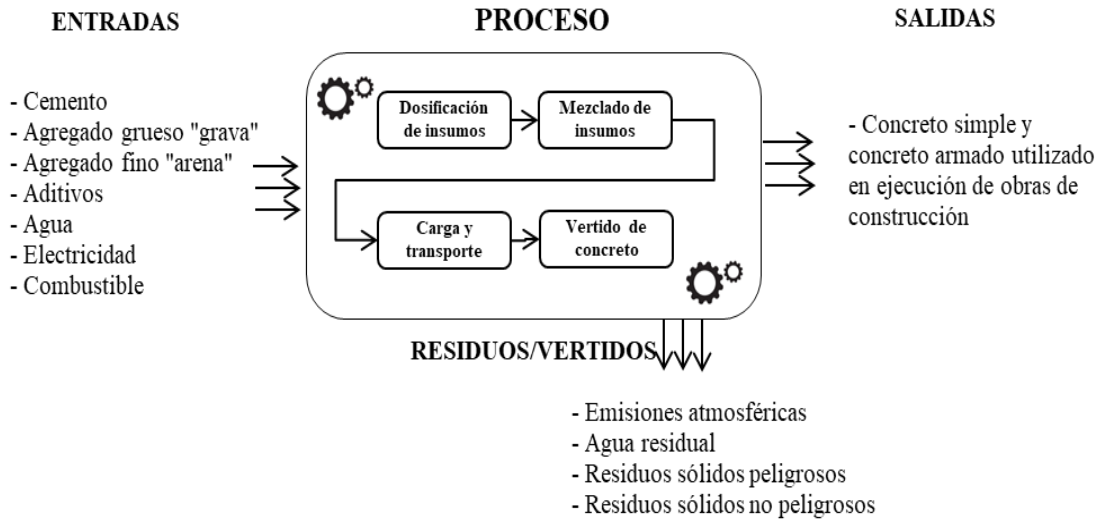 ENTRADAS
PROCESO
SALIDAS
- Cemento
- Agregado grueso "grava"
- Agregado fino "arena"
- Aditivos
- Agua
- Electricidad
- Combustible
Dosificación
de insumos
Mezclado de
insumos
Carga y
transporte
Vertido de
concreto
- Concreto simple y
concreto armado utilizado
en ejecución de obras de
construcción
RESIDUOS/VERTIDOS
- Emisiones atmosféricas
- Agua residual
- Residuos sólidos peligrosos
- Residuos sólidos no peligrosos